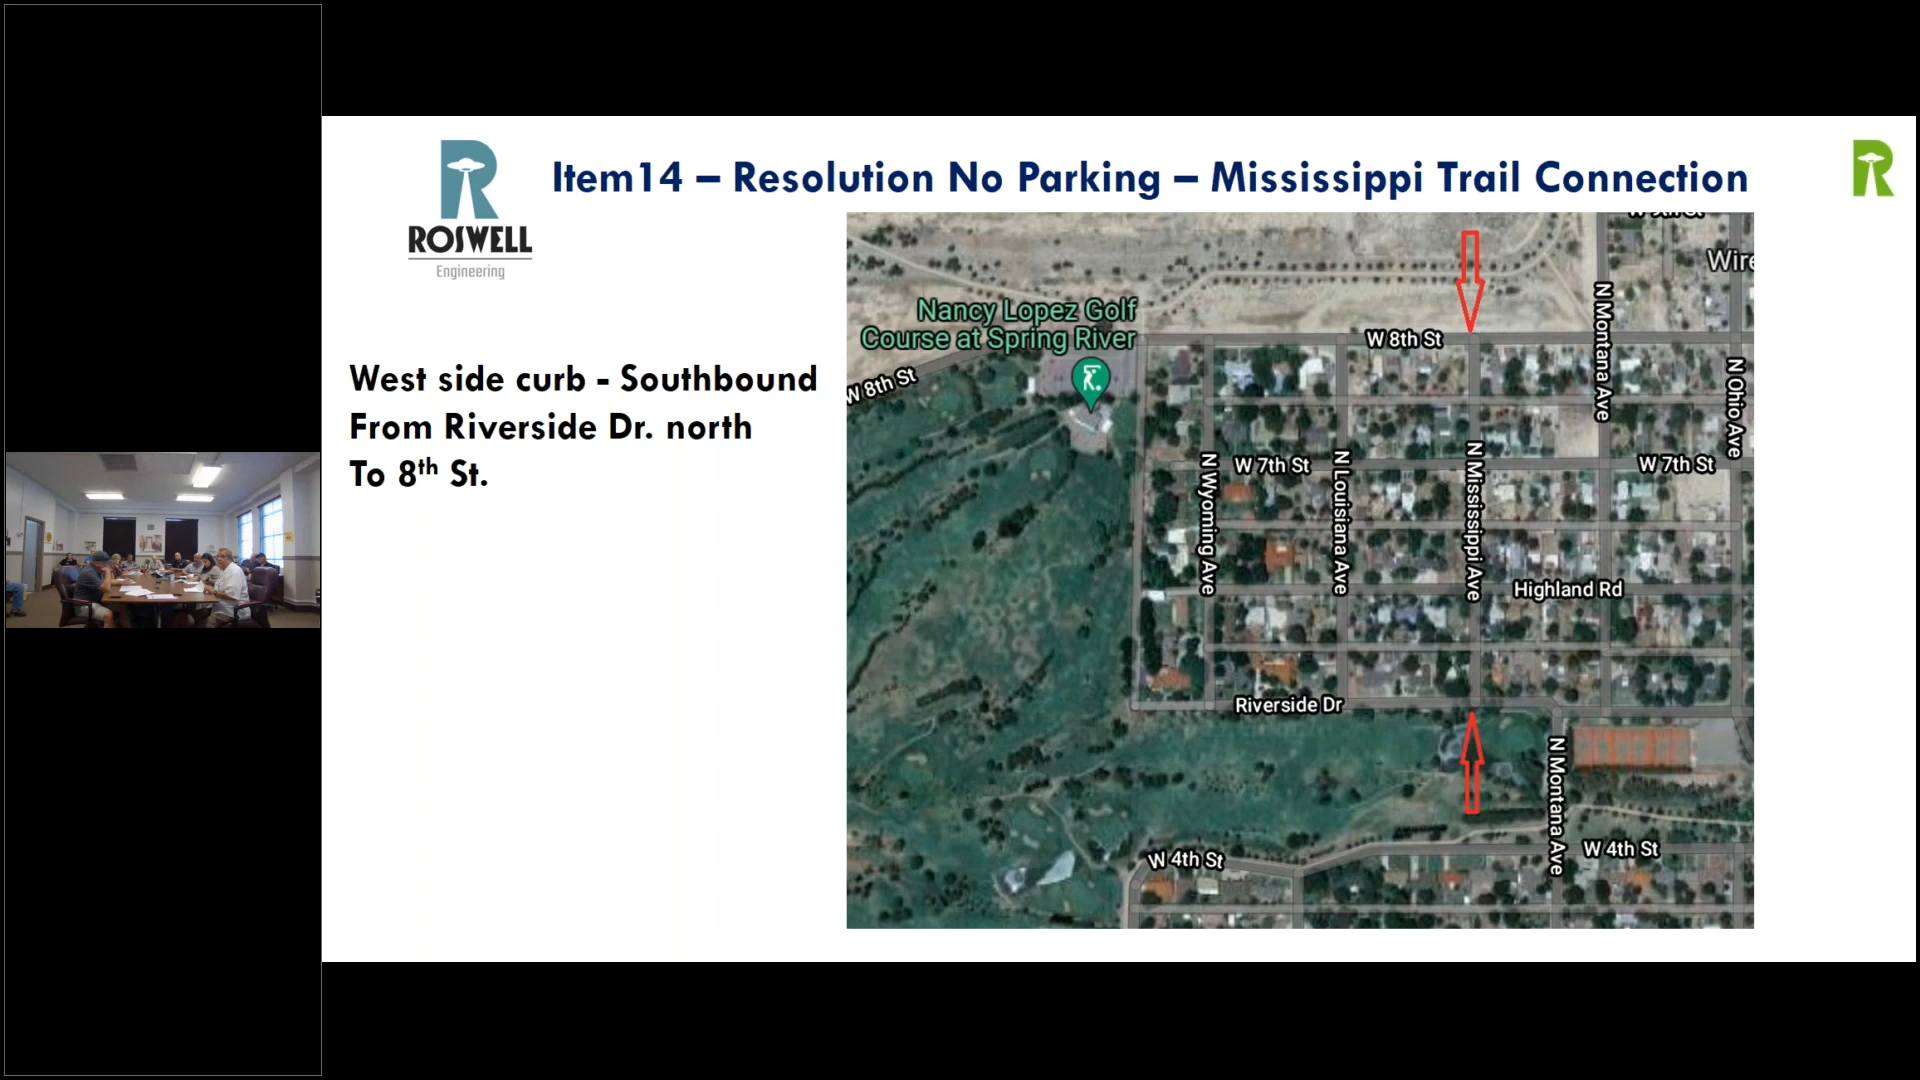 Item14 – Resolution No Parking – Mississippi Trail Connection
ROSWELL
Engineering
R
West side curb - Southbound
From Riverside Dr. north
To 8th St.
Nancy Lopez Golf
Course at Spring River
W 8th St
W 8th St
N Montana Ave
N Ohio Ave
W 7th St
W 7th St
N Wyoming Ave
N Louisiana Ave
N Mississippi Ave
Highland Rd
Riverside Dr
N Montana Ave
W 4th St
W 4th St